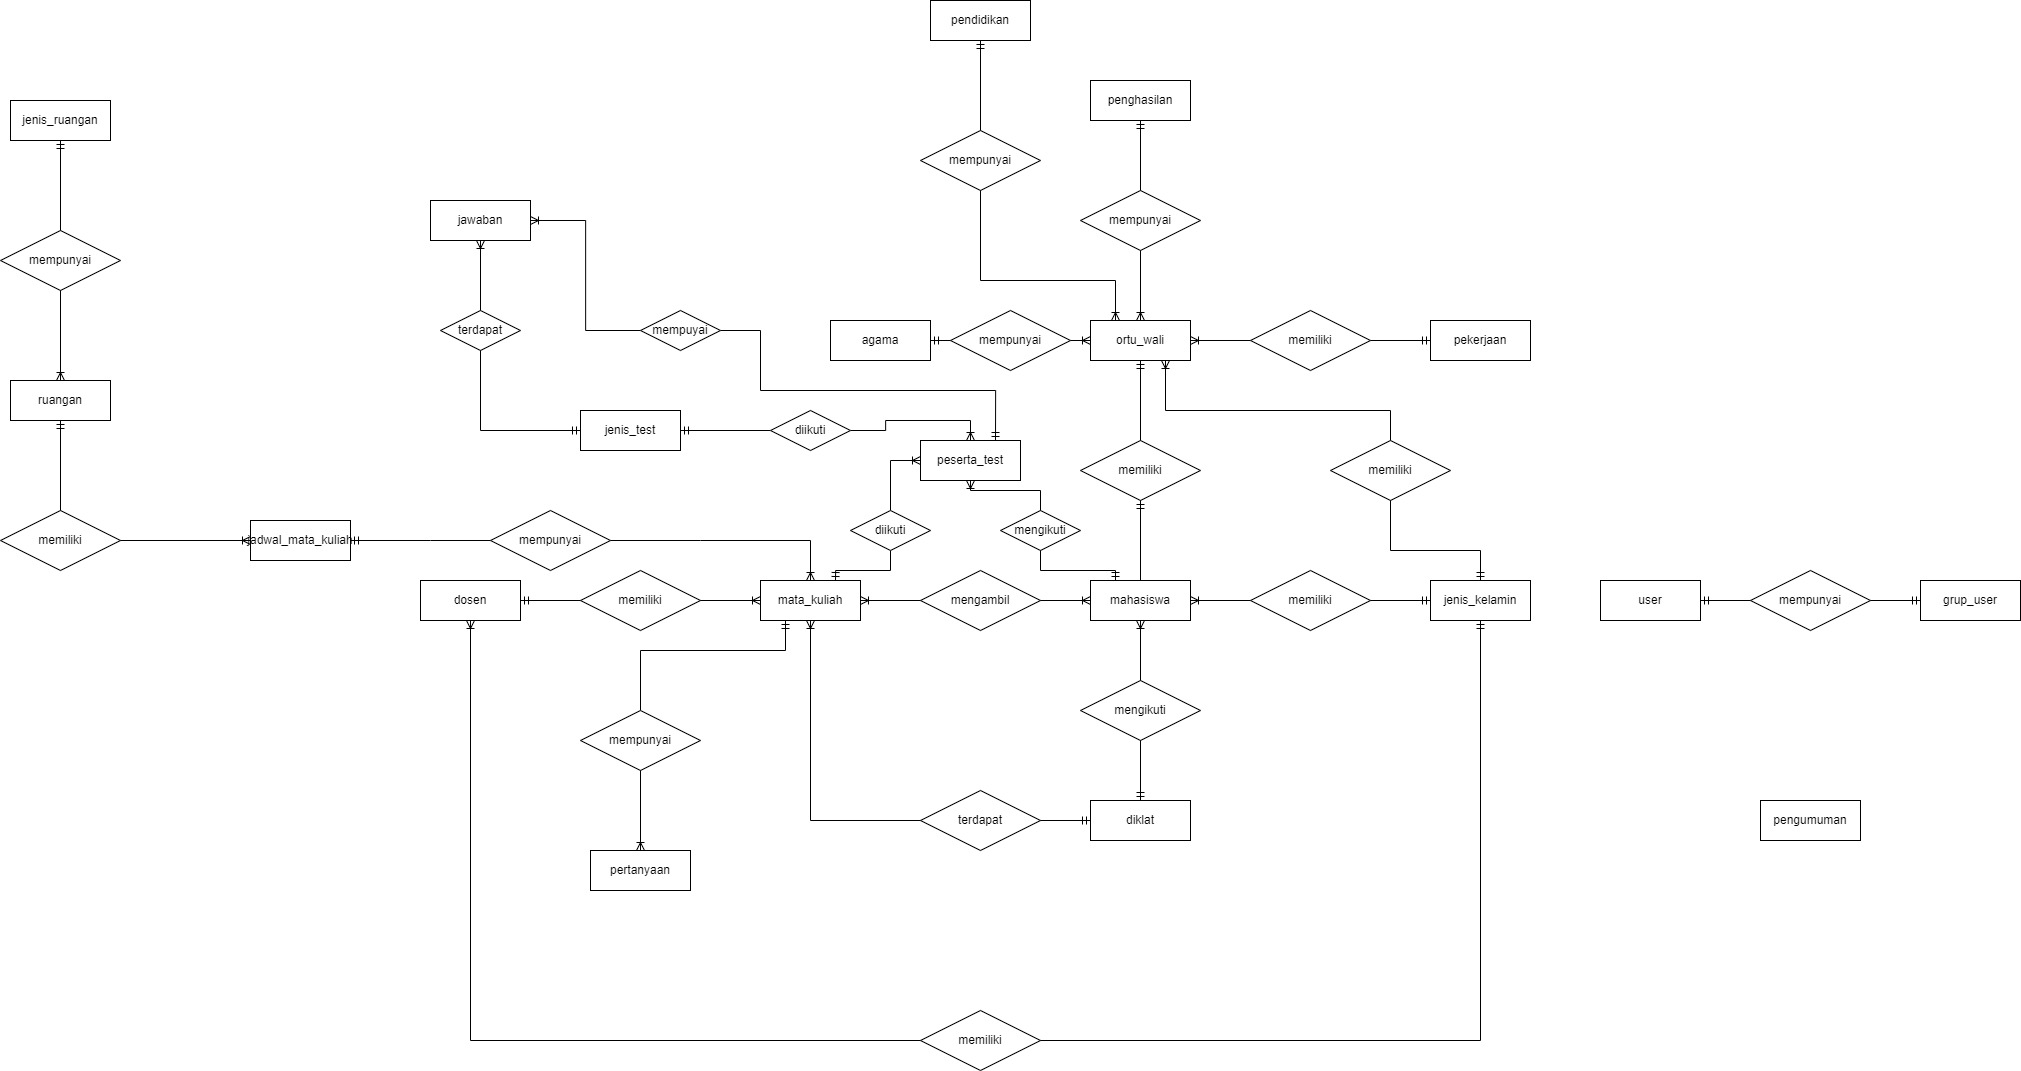 pendidikan
penghasilan
jenis_ruangan
mempunyai
jawaban
mempunyai
mempunyai
terdapat
mempuyai
agama
mempunyai
ortu_wali
memiliki
pekerjaan
ruangan
jenis_test
diikuti
peserta_test
memiliki
memiliki
diikuti
mengikuti
memiliki
jadwal_mata_kuliah
mempunyai
dosen
memiliki
mata_kuliah
mengambil
mahasiswa
memiliki
jenis_kelamin
user
mempunyai
grup_user
mengikuti
mempunyai
terdapat
diklat
pengumuman
pertanyaan
memiliki